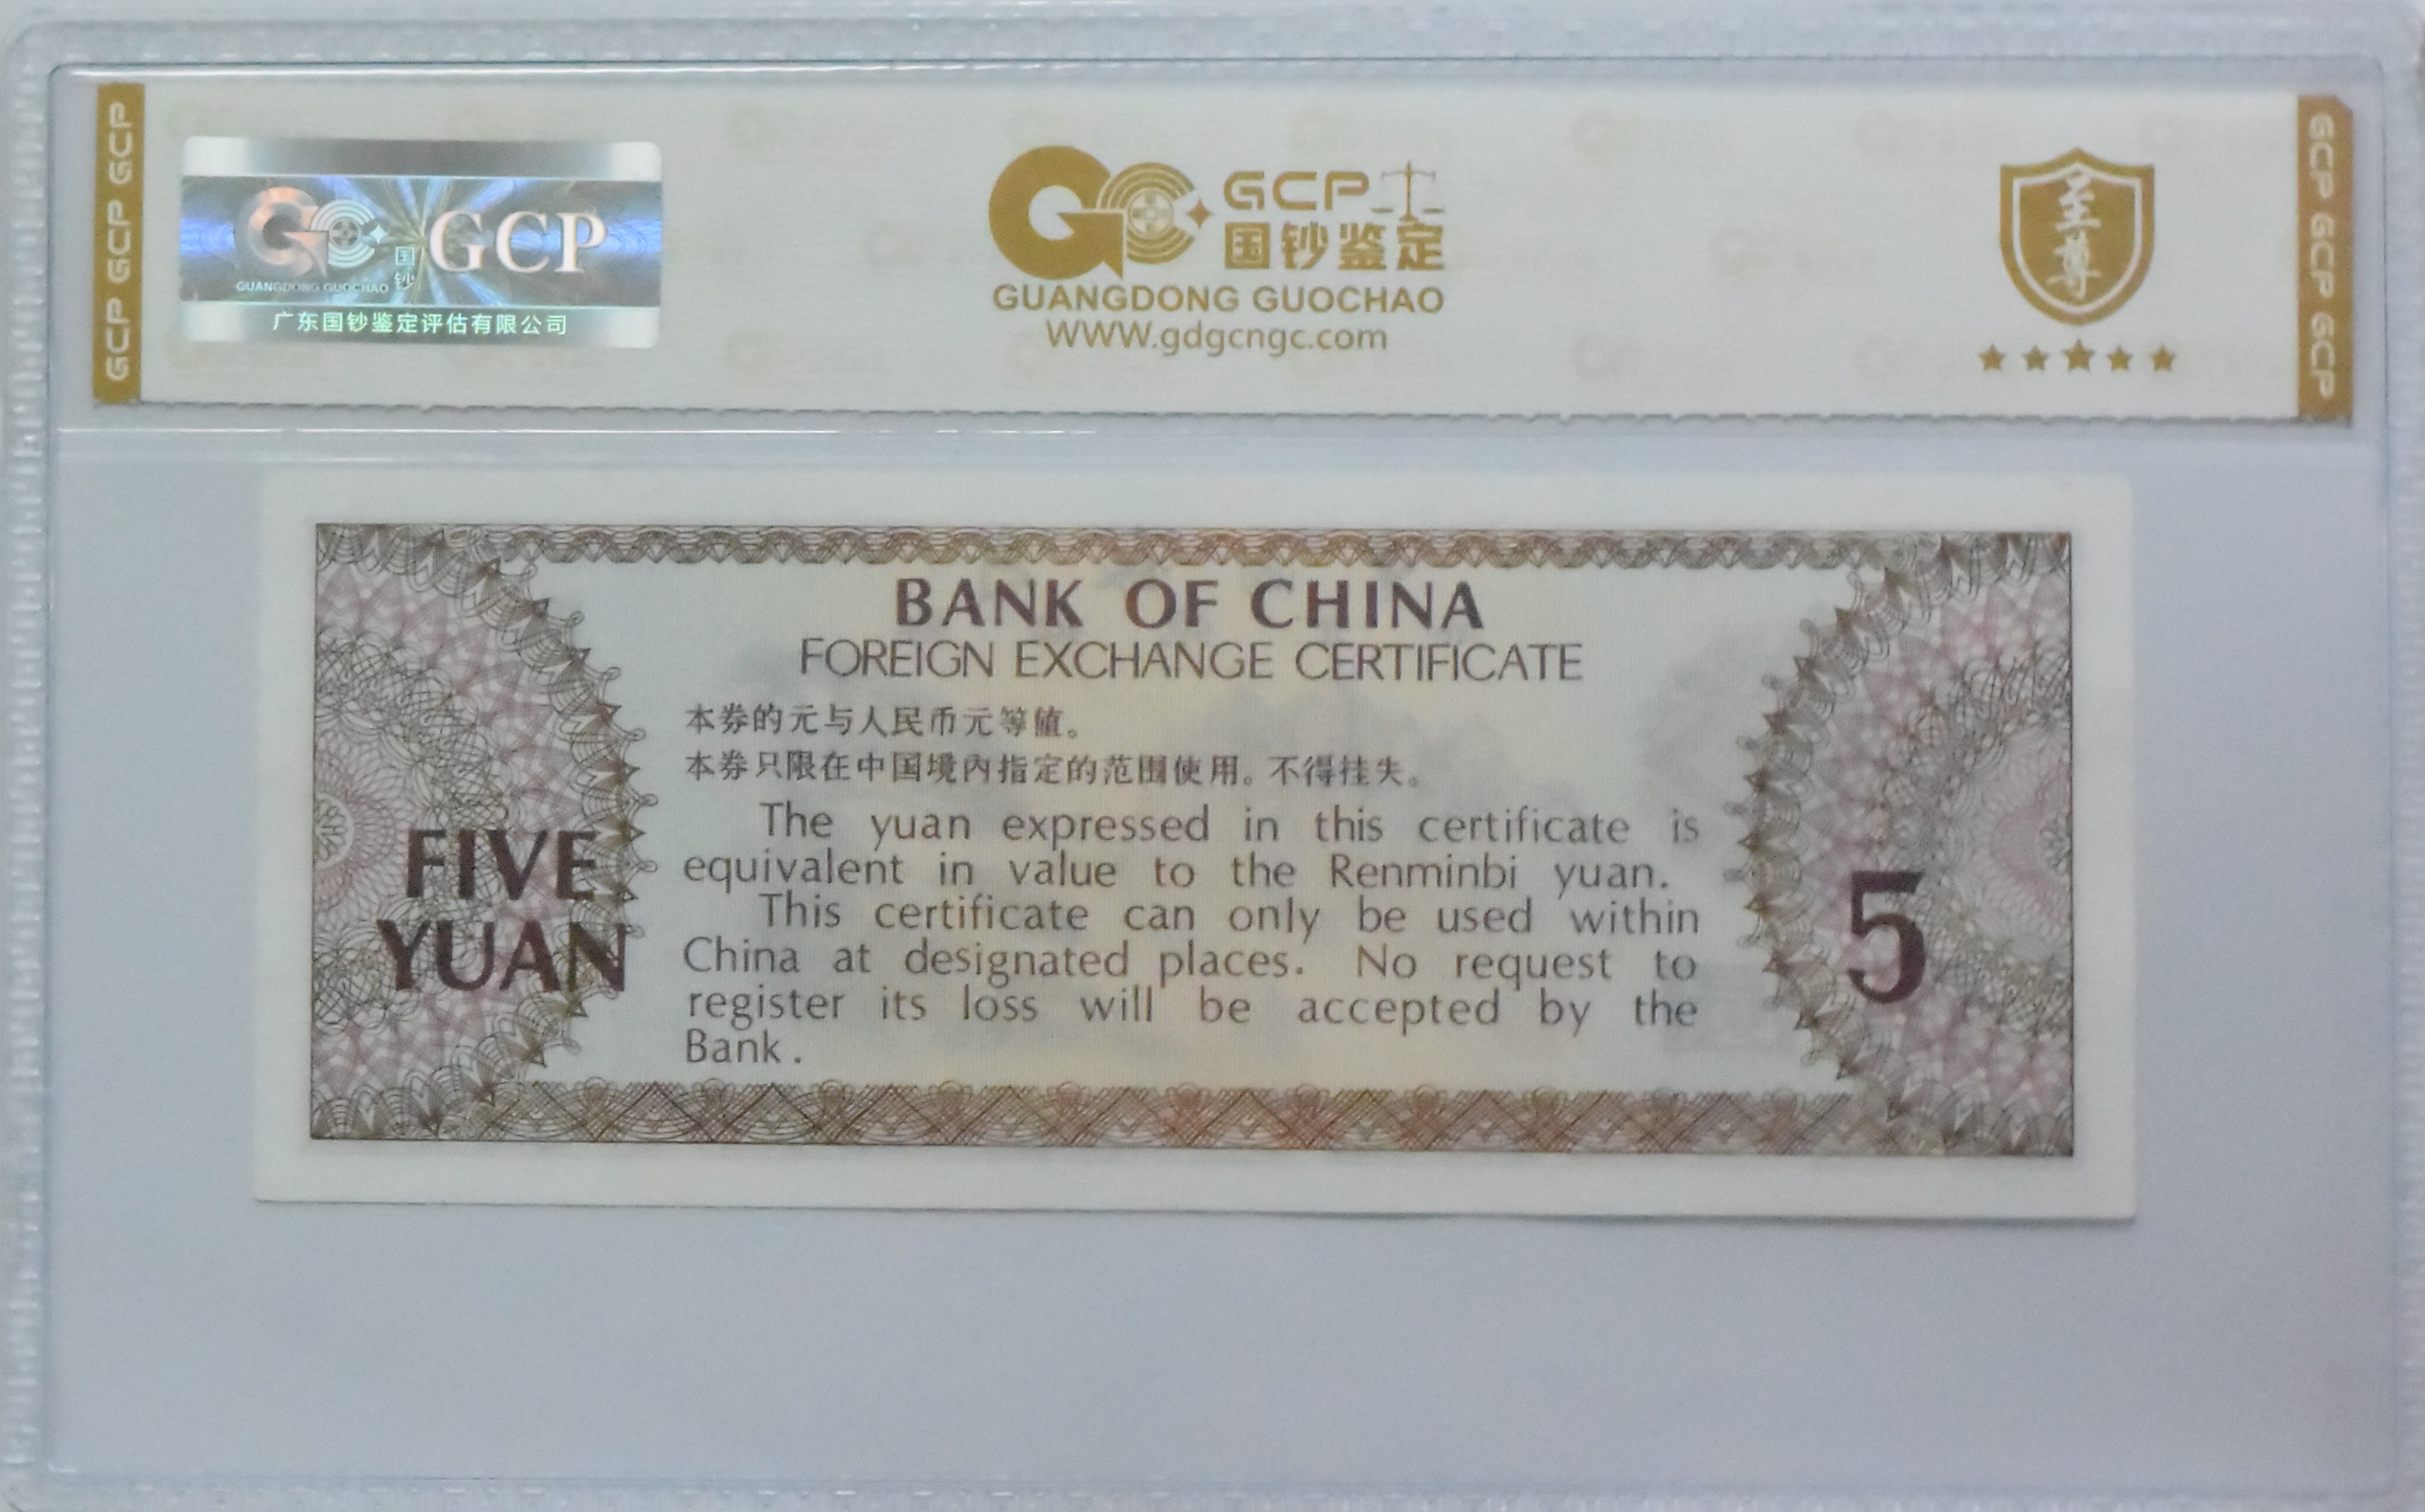 GCP GCP GCP
GUANGDONG GUOCHAO
国钞
GCP
广东国钞鉴定评估有限公司
GCP
国钞鉴定
GUANGDONG GUOCHAO
WWW.gdgcngc.com
至尊
GCP GCP GCP
BANK OF CHINA
FOREIGN EXCHANGE CERTIFICATE
本券的元与人民币元等值。
本券只限在中国境内指定的范围使用。不得挂失。
The yuan expressed in this certificate is
equivalent in value to the Renminbi yuan.
This certificate can only be used within
China at designated places. No request to
register its loss will be accepted by the
Bank.
FIVE
YUAN
5